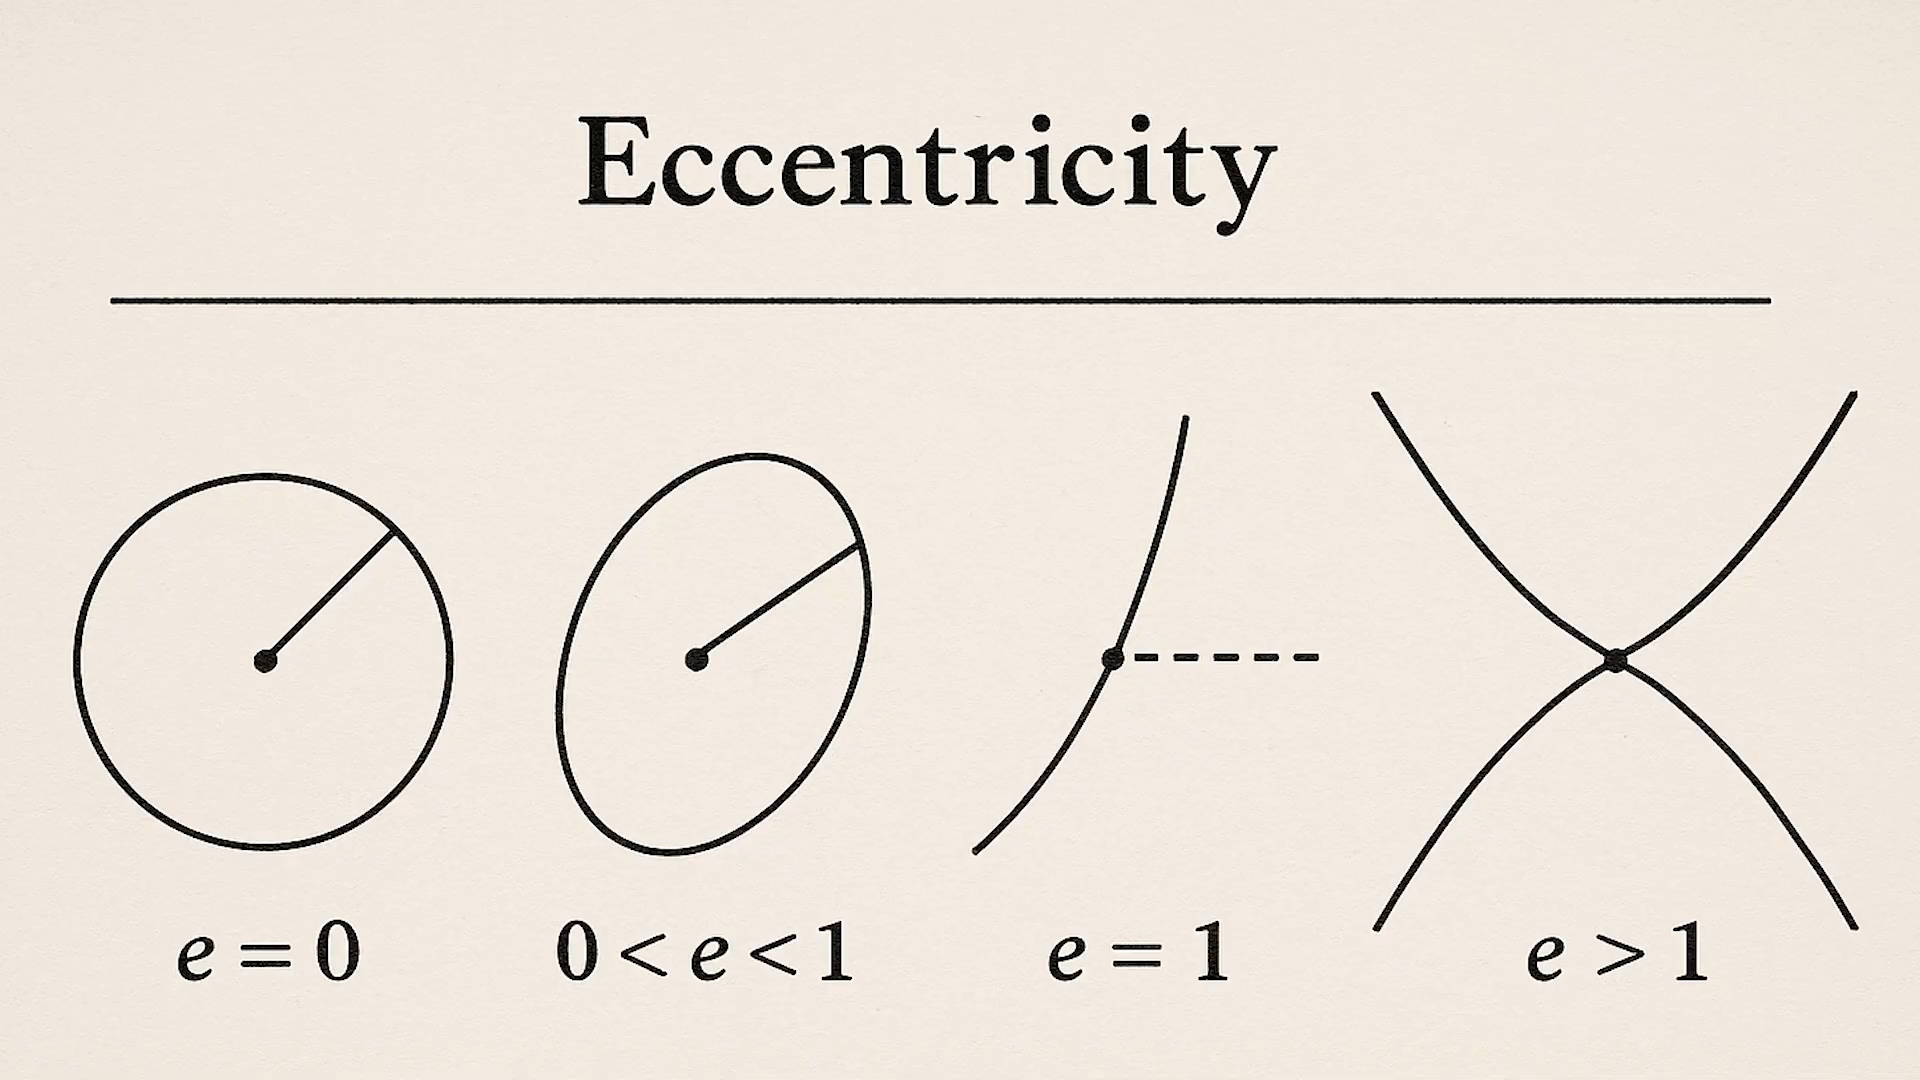 Eccentricity
e = 0
0 < e < 1
e = 1
e > 1